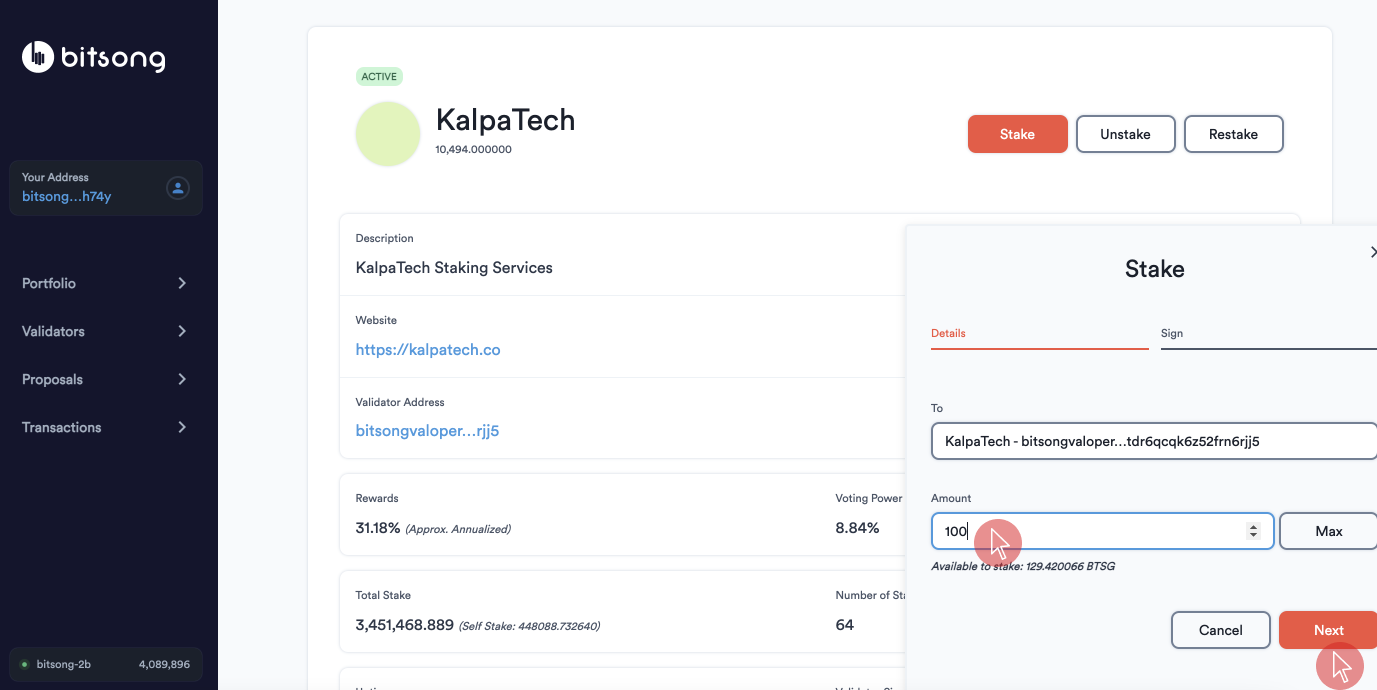 bitsong
Your Address
bitsong...h74y
Portfolio
Validators
Proposals
Transactions
bitsong-2b 4,089,896
ACTIVE
KalpaTech
10,494.000000
Stake Unstake Restake
Description
KalpaTech Staking Services
Website
https://kalpatech.co
Validator Address
bitsongvaloper...rjj5
Rewards
31.18% (Approx. Annualized)
Voting Power
8.84%
Total Stake
3,451,468.889 (Self Stake: 448088.732640)
Number of
64
Stake
Details Sign
To
KalpaTech - bitsongvaloper...tdr6qcqk6z52frn6rjj5
Amount
100
Max
Available to stake: 129.420066 BTSG
Cancel Next